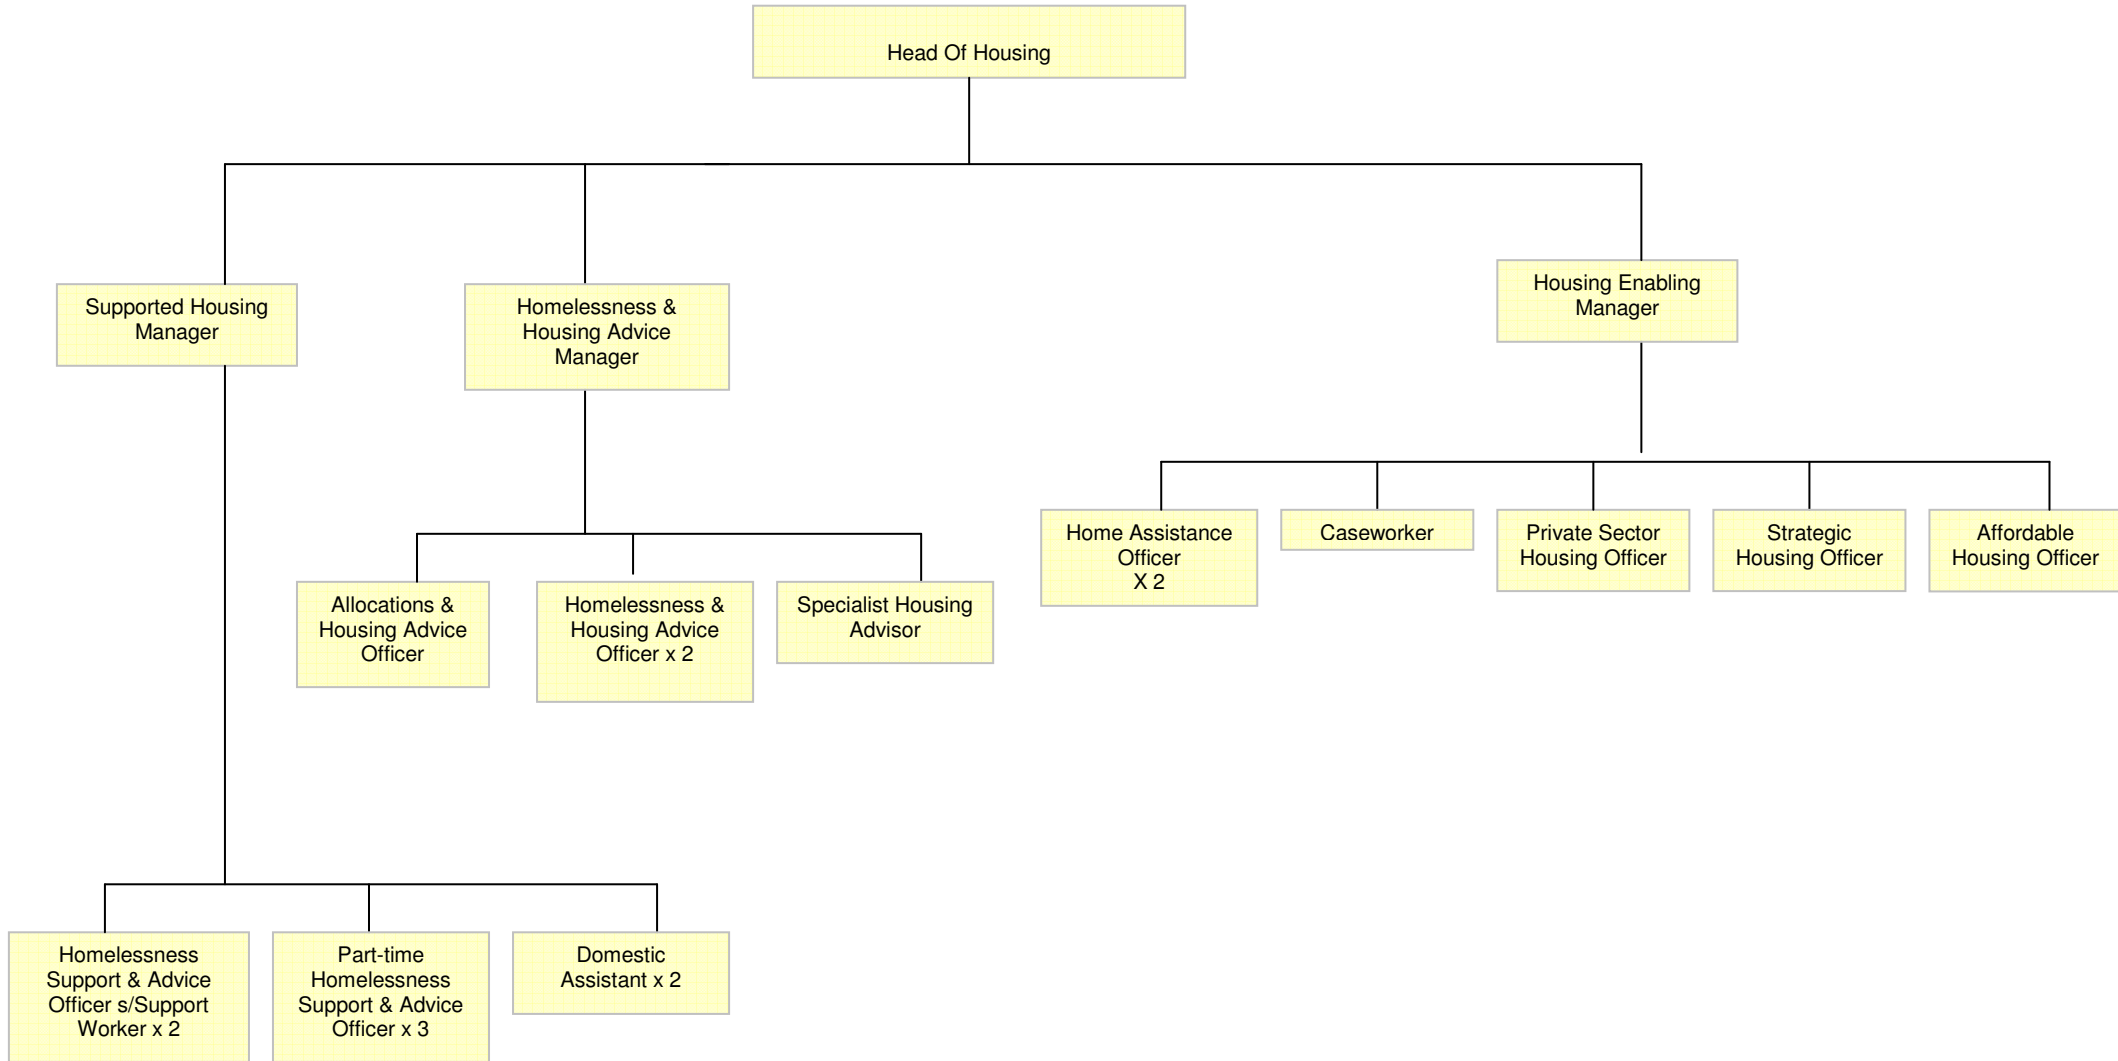 Head Of Housing
Supported Housing
Manager
Homelessness &
Housing Advice
Manager
Housing Enabling
Manager
Home Assistance
Officer
X 2
Caseworker
Private Sector
Housing Officer
Strategic
Housing Officer
Affordable
Housing Officer
Allocations &
Housing Advice
Officer
Homelessness &
Housing Advice
Officer x 2
Specialist Housing
Advisor
Homelessness
Support & Advice
Officer s/Support
Worker x 2
Part-time
Homelessness
Support & Advice
Officer x 3
Domestic
Assistant x 2